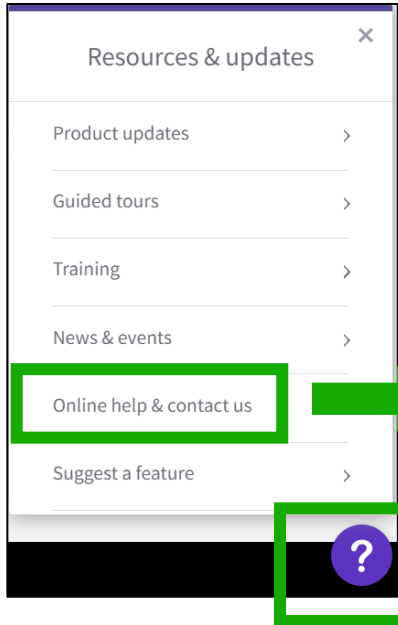 Resources & updates
×
Product updates
Guided tours
Training
News & events
Online help & contact us
Suggest a feature
?